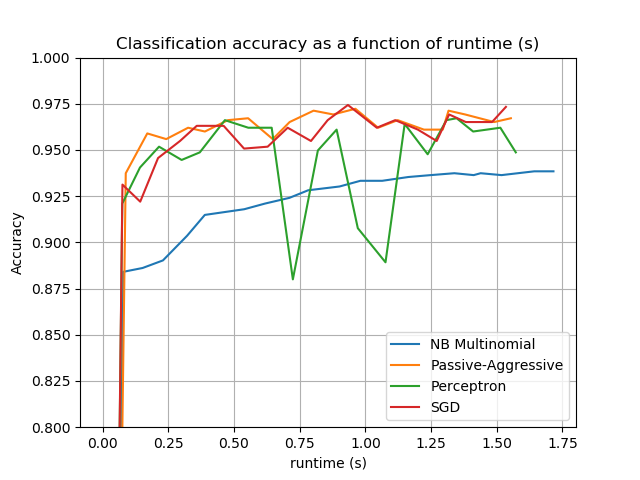 Classification accuracy as a function of runtime (s)
1.000
0.975
0.950
0.925
0.900
0.875
0.850
0.825
0.800
Accuracy
NB Multinomial
Passive-Aggressive
Perceptron
SGD
0.00 0.25 0.50 0.75 1.00 1.25 1.50 1.75
runtime (s)